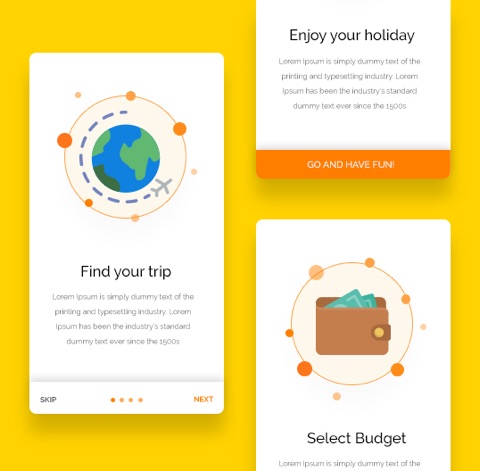 Find your trip
Lorem Ipsum is simply dummy text of the
printing and typesetting industry. Lorem
Ipsum has been the industry's standard
dummy text ever since the 1500s
SKIP
NEXT
Enjoy your holiday
Lorem Ipsum is simply dummy text of the
printing and typesetting industry. Lorem
Ipsum has been the industry's standard
dummy text ever since the 1500s
GO AND HAVE FUN!
Select Budget
Lorem Ipsum is simply dummy text of the